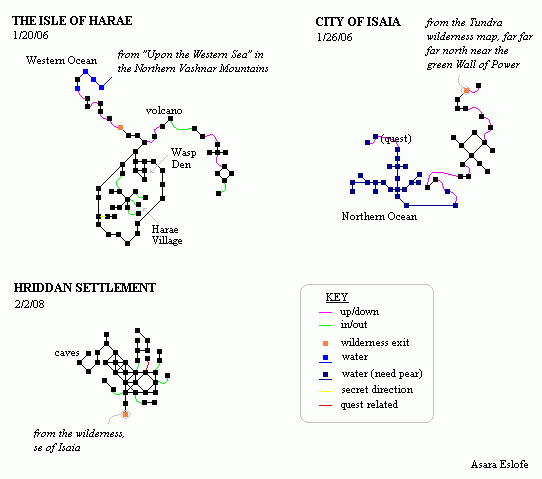 THE ISLE OF HARAE
1/20/06
from "Upon the Western Sea" in
the Northern Vashnar Mountains
Western Ocean
volcano
Wasp
Den
Harae
Village
CITY OF ISAIA
1/26/06
from the Tundra
wilderness map, far far
far north near the
green Wall of Power
(quest)
Northern Ocean
HRIDDAN SETTLEMENT
2/2/08
caves
from the wilderness,
se of Isaia
KEY
up/down
in/out
wilderness exit
water
water (need pear)
secret direction
quest related
Asara Eslofe